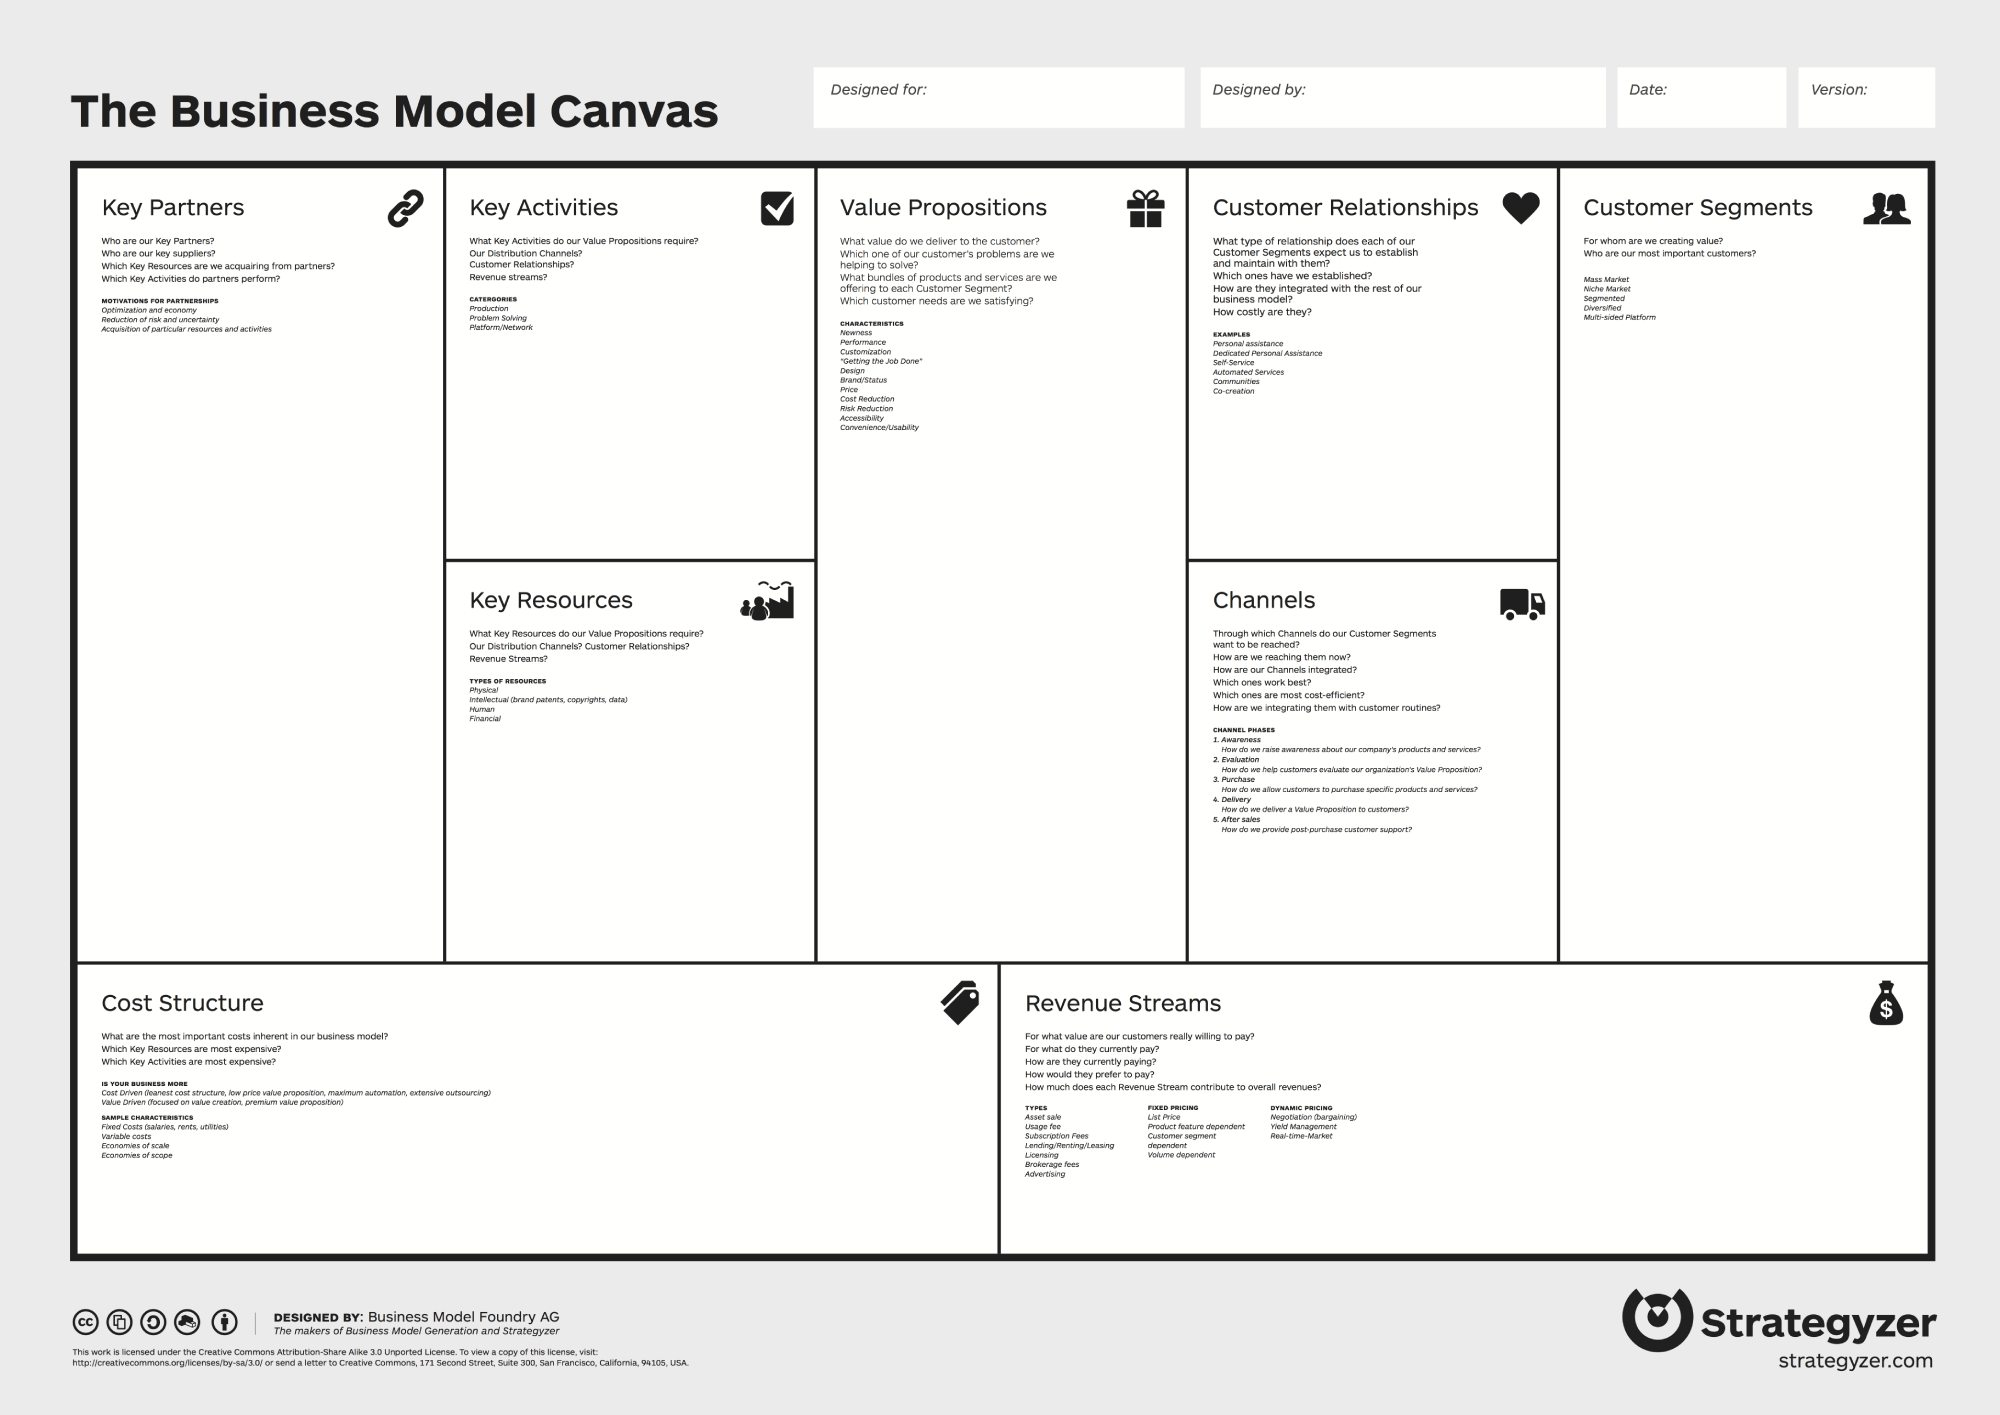 The Business Model Canvas
Designed for:
Designed by:
Date:
Version:
Key Partners
Who are our Key Partners?
Who are our key suppliers?
Which Key Resources are we acquairing from partners?
Which Key Activities do partners perform?
MOTIVATIONS FOR PARTNERSHIPS
Optimization and economy
Reduction of risk and uncertainty
Acquisition of particular resources and activities
Key Activities
What Key Activities do our Value Propositions require?
Our Distribution Channels?
Customer Relationships?
Revenue streams?
CATERGORIES
Production
Problem Solving
Platform/Network
Key Resources
What Key Resources do our Value Propositions require?
Our Distribution Channels? Customer Relationships?
Revenue Streams?
TYPES OF RESOURCES
Physical
Intellectual (brand patents, copyrights, data)
Human
Financial
Value Propositions
What value do we deliver to the customer?
Which one of our customer's problems are we
helping to solve?
What bundles of products and services are we
offering to each Customer Segment?
Which customer needs are we satisfying?
CHARACTERISTICS
Newness
Performance
Customization
"Getting the Job Done"
Design
Brand/Status
Price
Cost Reduction
Risk Reduction
Accessibility
Convenience/Usability
Customer Relationships
What type of relationship does each of our
Customer Segments expect us to establish
and maintain with them?
Which ones have we established?
How are they integrated with the rest of our
business model?
How costly are they?
EXAMPLES
Personal assistance
Dedicated Personal Assistance
Self-Service
Automated Services
Communities
Co-creation
Channels
Through which Channels do our Customer Segments
want to be reached?
How are we reaching them now?
How are our Channels integrated?
Which ones work best?
Which ones are most cost-efficient?
How are we integrating them with customer routines?
CHANNEL PHASES
1. Awareness
How do we raise awareness about our company's products and services?
2. Evaluation
How do we help customers evaluate our organization's Value Proposition?
3. Purchase
How do we allow customers to purchase specific products and services?
4. Delivery
How do we deliver a Value Proposition to customers?
5. After sales
How do we provide post-purchase customer support?
Customer Segments
For whom are we creating value?
Who are our most important customers?
Mass Market
Niche Market
Segmented
Diversified
Multi-sided Platform
Cost Structure
What are the most important costs inherent in our business model?
Which Key Resources are most expensive?
Which Key Activities are most expensive?
IS YOUR BUSINESS MORE
Cost Driven (leanest cost structure, low price value proposition, maximum automation, extensive outsourcing)
Value Driven (focused on value creation, premium value proposition)
SAMPLE CHARACTERISTICS
Fixed Costs (salaries, rents, utilities)
Variable costs
Economies of scale
Economies of scope
Revenue Streams
$
For what value are our customers really willing to pay?
For what do they currently pay?
How are they currently paying?
How would they prefer to pay?
How much does each Revenue Stream contribute to overall revenues?
TYPES
Asset sale
Usage fee
Subscription Fees
Lending/Renting/Leasing
Licensing
Brokerage fees
Advertising
FIXED PRICING
List Price
Product feature dependent
Customer segment
dependent
Volume dependent
DYNAMIC PRICING
Negotiation (bargaining)
Yield Management
Real-time-Market
cc
DESIGNED BY: Business Model Foundry AG
The makers of Business Model Generation and Strategyzer
This work is licensed under the Creative Commons Attribution-Share Alike 3.0 Unported License. To view a copy of this license, visit:
http://creativecommons.org/licenses/by-sa/3.0/ or send a letter to Creative Commons, 171 Second Street, Suite 300, San Francisco, California, 94105, USA.
Strategyzer
strategyzer.com